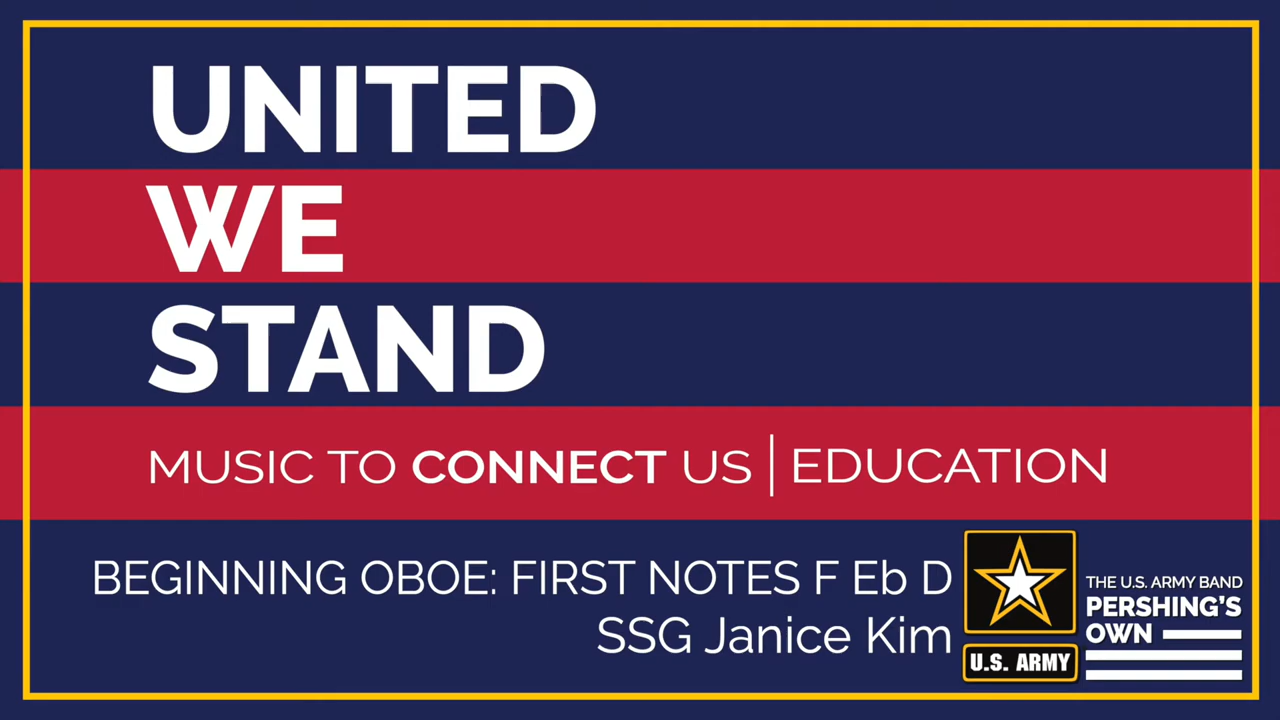 UNITED
WE
STAND
MUSIC TO CONNECT US | EDUCATION
BEGINNING OBOE: FIRST NOTES F Eb D
SSG Janice Kim
U.S. ARMY
THE U.S. ARMY BAND
PERSHING'S
OWN